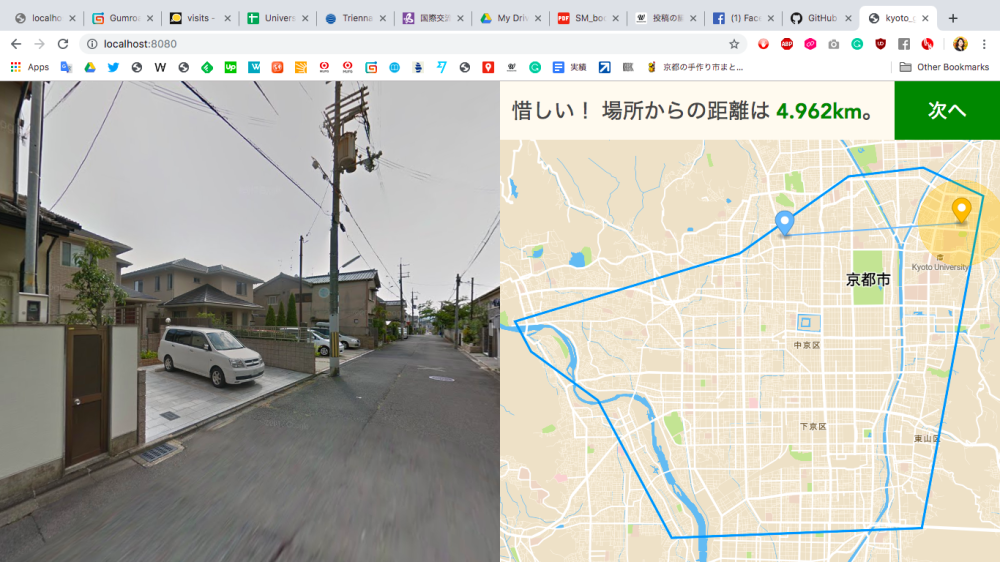 localho
Gumroa
visits -
Univers
Trienna
国際交
My Driv
SM_boo
投稿の
(1) Face
GitHub
kyoto_g
localhost:8080
Apps
実績
京都の手作り市まと…
Other Bookmarks
惜しい！ 場所からの距離は 4.962km。
次へ
Kyoto University
京都市
中京区
下京区
東山区